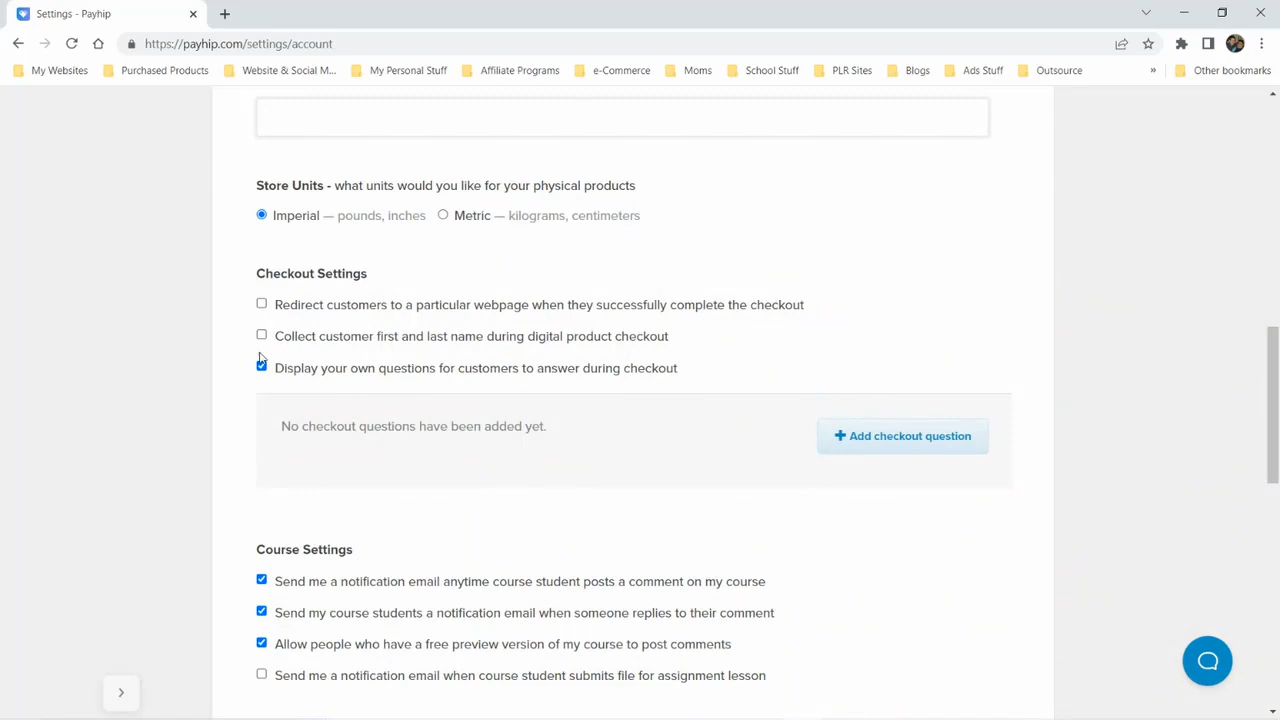 Settings - Payhip
https://payhip.com/settings/account
My Websites
Purchased Products
Website & Social M...
My Personal Stuff
Affiliate Programs
e-Commerce
Moms
School Stuff
PLR Sites
Blogs
Ads Stuff
Outsource
»
Other bookmarks
Store Units - what units would you like for your physical products
Imperial — pounds, inches
Metric — kilograms, centimeters
Checkout Settings
Redirect customers to a particular webpage when they successfully complete the checkout
Collect customer first and last name during digital product checkout
Display your own questions for customers to answer during checkout
No checkout questions have been added yet.
+ Add checkout question
Course Settings
Send me a notification email anytime course student posts a comment on my course
Send my course students a notification email when someone replies to their comment
Allow people who have a free preview version of my course to post comments
Send me a notification email when course student submits file for assignment lesson